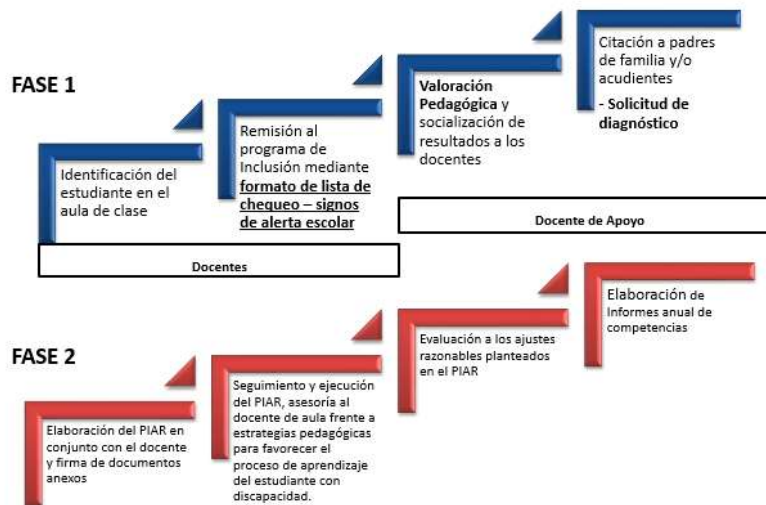 FASE 1
Identificación del
estudiante en el
aula de clase
Remisión al
programa de
Inclusión mediante
formato de lista de
chequeo – signos
de alerta escolar
Valoración
Pedagógica y
socialización de
resultados a los
docentes
Citación a padres
de familia y/o
acudientes
- Solicitud de
diagnóstico
Docentes
Docente de Apoyo
FASE 2
Elaboración del PIAR en
conjunto con el docente
y firma de documentos
anexos
Seguimiento y ejecución
del PIAR, asesoría al
docente de aula frente a
estrategias pedagógicas
para favorecer el
proceso de aprendizaje
del estudiante con
discapacidad.
Evaluación a los ajustes
razonables planteados
en el PIAR
Elaboración de
Informes anual de
competencias